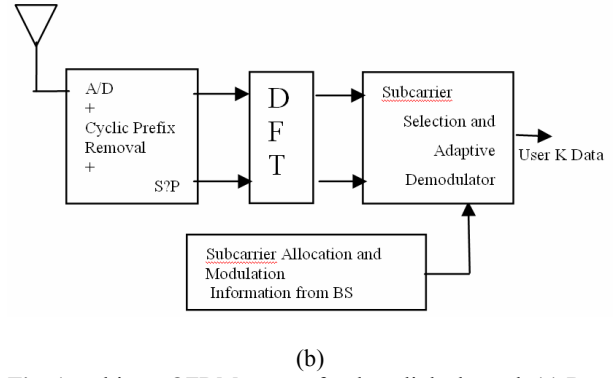 A/D
+
Cyclic Prefix
Removal
+
S?P
D
F
T
Subcarrier
Selection and
Adaptive
Demodulator
User K Data
Subcarrier Allocation and
Modulation
Information from BS
(b)